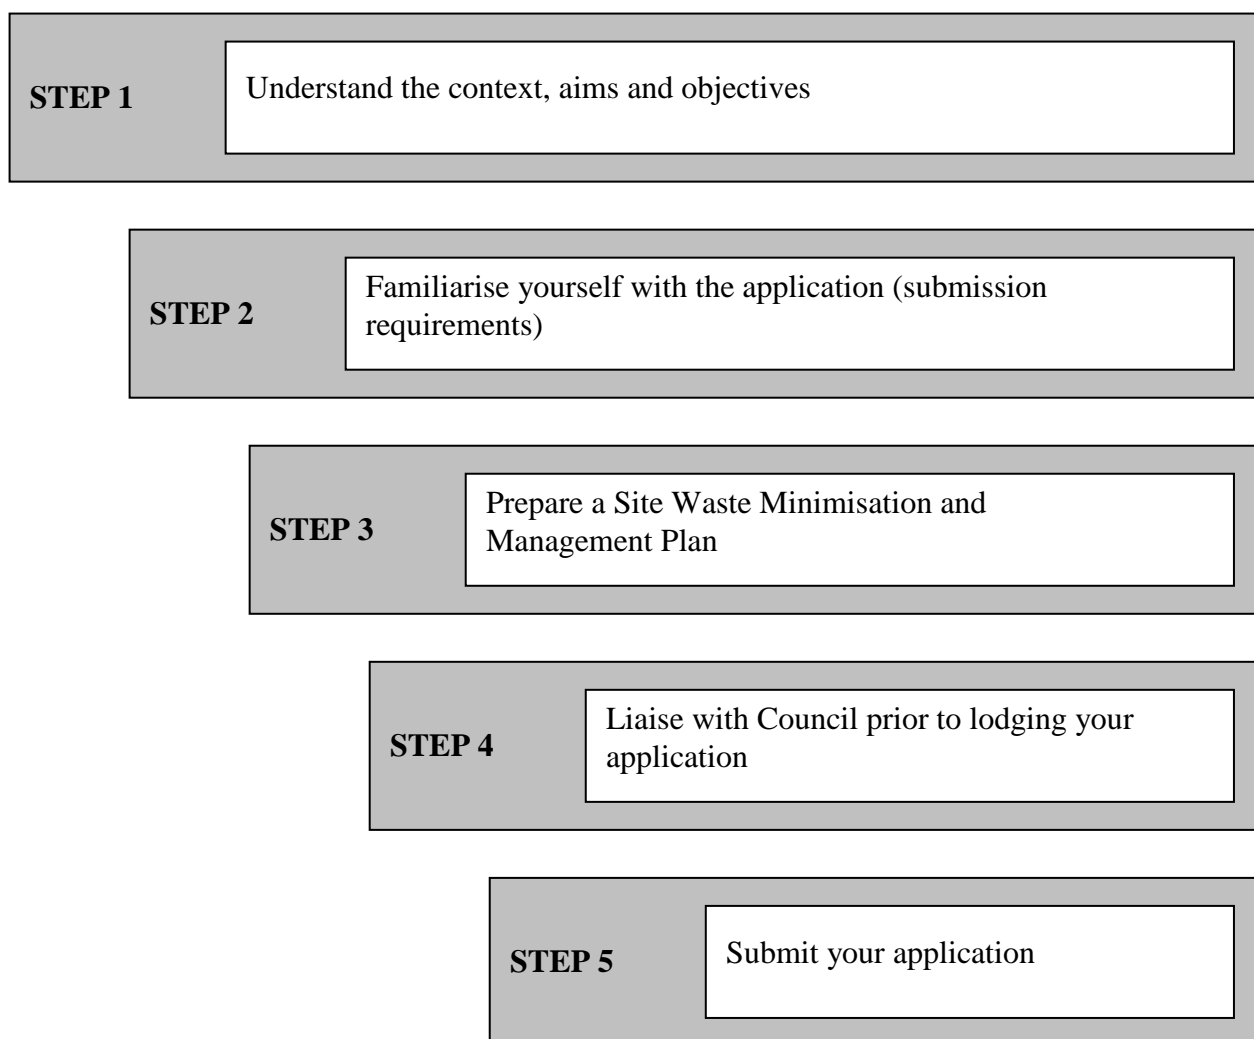 STEP 1
Understand the context, aims and objectives
STEP 2
Familiarise yourself with the application (submission
requirements)
STEP 3
Prepare a Site Waste Minimisation and
Management Plan
STEP 4
Liaise with Council prior to lodging your
application
STEP 5
Submit your application